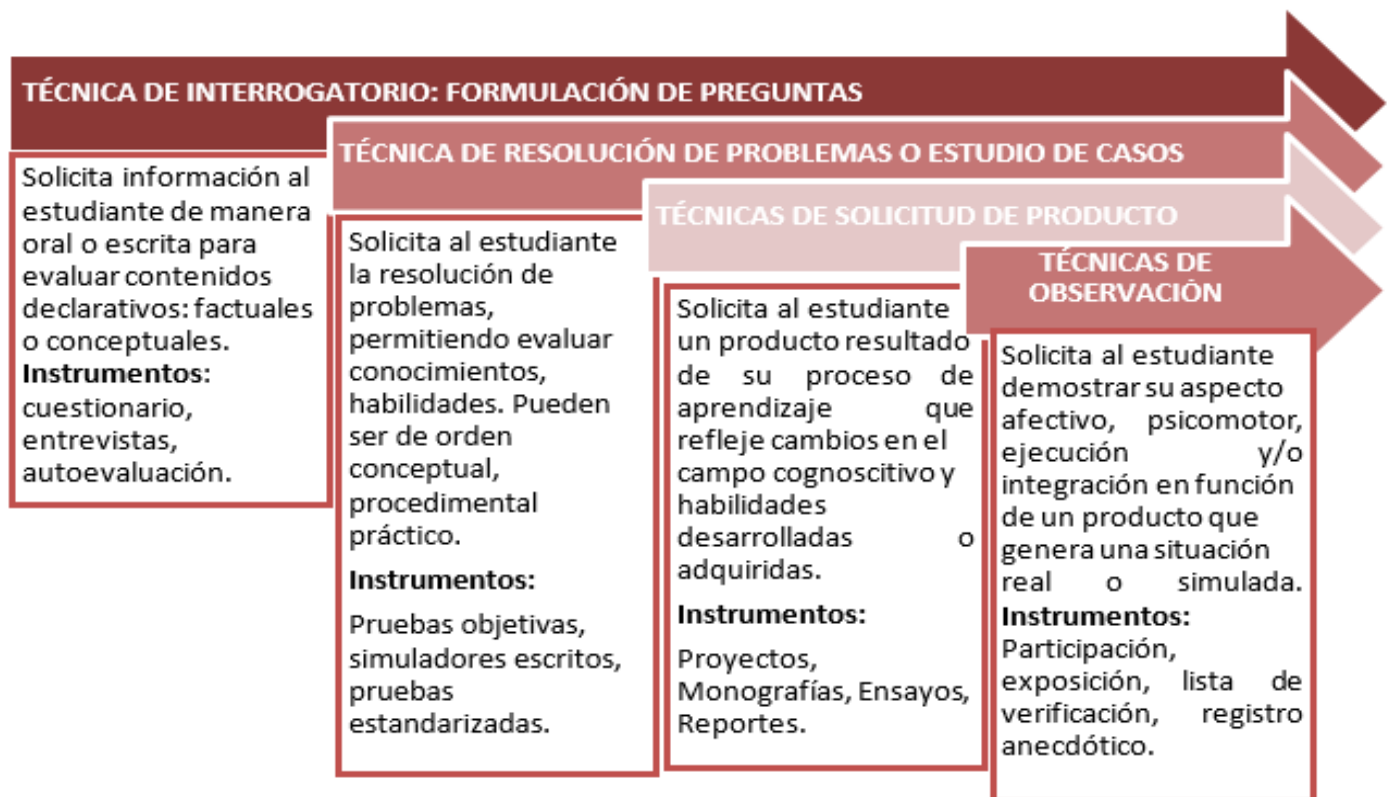 TÉCNICA DE INTERROGATORIO: FORMULACIÓN DE PREGUNTAS
Solicita información al
estudiante de manera
oral o escrita para
evaluar contenidos
declarativos: factuales
o conceptuales.
Instrumentos:
cuestionario,
entrevistas,
autoevaluación.
TÉCNICA DE RESOLUCIÓN DE PROBLEMAS O ESTUDIO DE CASOS
Solicita al estudiante
la resolución de
problemas,
permitiendo evaluar
conocimientos,
habilidades. Pueden
ser de orden
conceptual,
procedimental
práctico.
Instrumentos:
Pruebas objetivas,
simuladores escritos,
pruebas
estandarizadas.
TÉCNICAS DE SOLICITUD DE PRODUCTO
Solicita al estudiante
un producto resultado
de su proceso de
aprendizaje que
refleje cambios en el
campo cognoscitivo y
habilidades
desarrolladas o
adquiridas.
Instrumentos:
Proyectos,
Monografías, Ensayos,
Reportes.
TÉCNICAS DE
OBSERVACIÓN
Solicita al estudiante
demostrar su aspecto
afectivo, psicomotor,
ejecución y/o
integración en función
de un producto que
genera una situación
real o simulada.
Instrumentos:
Participación,
exposición, lista de
verificación, registro
anecdótico.